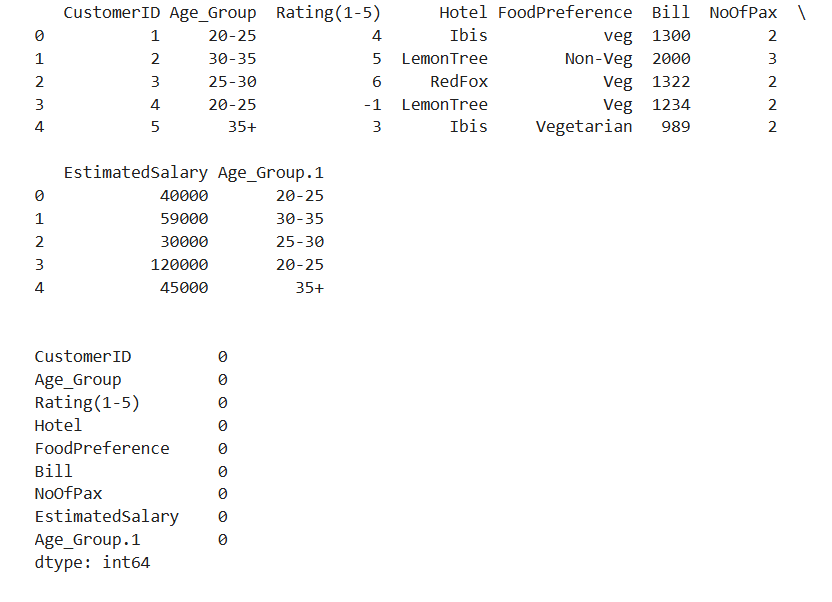 CustomerID Age_Group Rating(1-5) Hotel FoodPreference Bill NoOfPax \
0 1 20-25 4 Ibis veg 1300 2
1 2 30-35 5 LemonTree Non-Veg 2000 3
2 3 25-30 6 RedFox Veg 1322 2
3 4 20-25 -1 LemonTree Veg 1234 2
4 5 35+ 3 Ibis Vegetarian 989 2
EstimatedSalary Age_Group.1
0 40000 20-25
1 59000 30-35
2 30000 25-30
3 120000 20-25
4 45000 35+
CustomerID 0
Age_Group 0
Rating(1-5) 0
Hotel 0
FoodPreference 0
Bill 0
NoOfPax 0
EstimatedSalary 0
Age_Group.1 0
dtype: int64